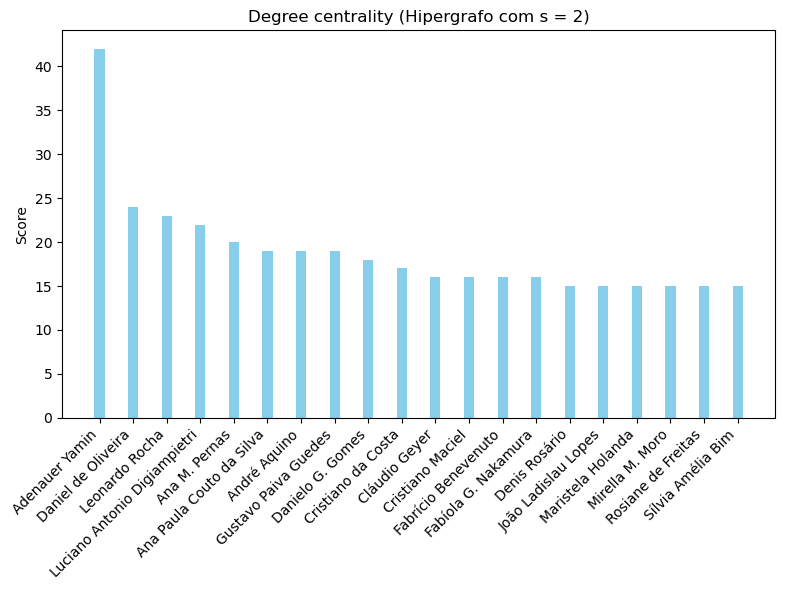 Degree centrality (Hipergrafo com s = 2)
Score
40
35
30
25
20
15
10
5
0
Adenauer Yamin
Daniel de Oliveira
Leonardo Rocha
Luciano Antonio Digiampietri
Ana M. Pernas
Ana Paula Couto da Silva
André Aquino
Gustavo Paiva Guedes
Danielo G. Gomes
Cristiano da Costa
Cláudio Geyer
Cristiano Maciel
Fabrício Benevenuto
Fabíola G. Nakamura
Denis Rosário
João Ladislau Lopes
Maristela Holanda
Mirella M. Moro
Rosiane de Freitas
Sílvia Amélia Bim